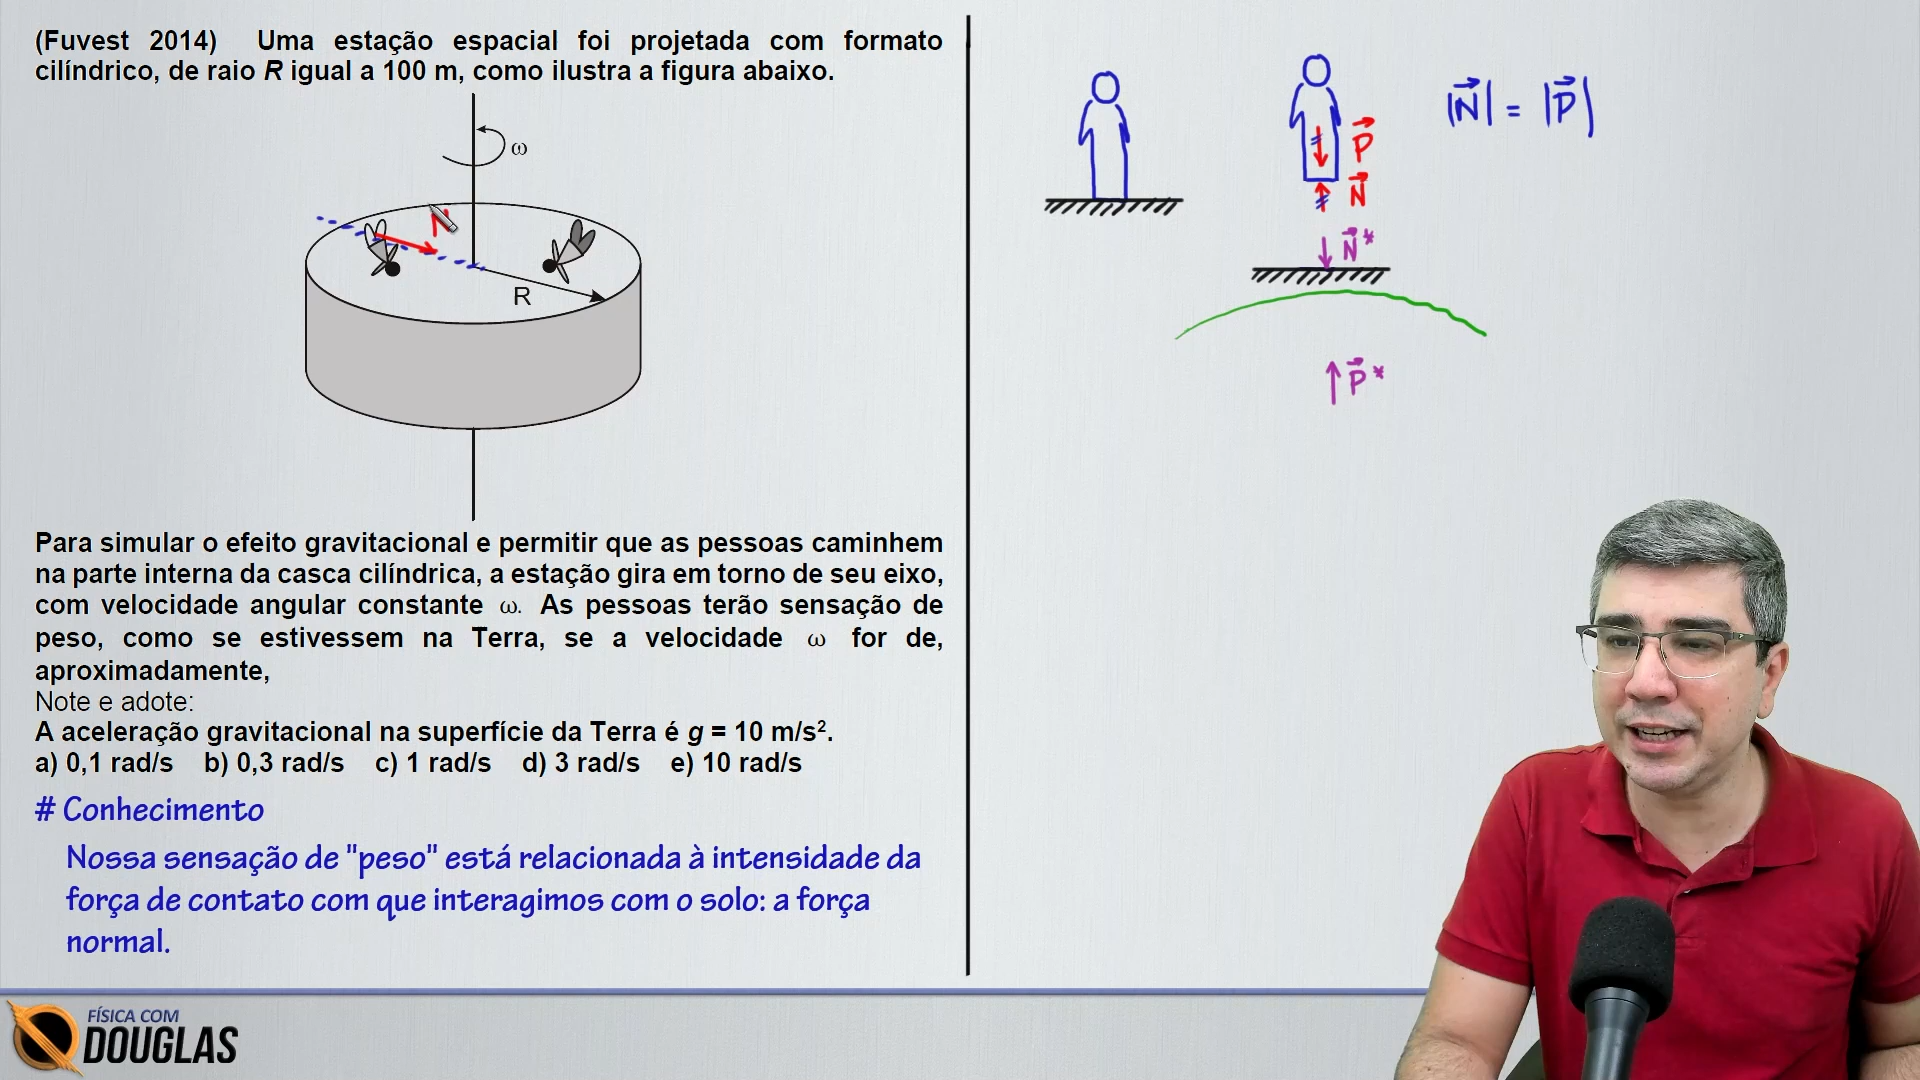 (Fuvest 2014) Uma estação espacial foi projetada com formato
cilíndrico, de raio R igual a 100 m, como ilustra a figura abaixo.
ω
N
R
Para simular o efeito gravitacional e permitir que as pessoas caminhem
na parte interna da casca cilíndrica, a estação gira em torno de seu eixo,
com velocidade angular constante ω. As pessoas terão sensação de
peso, como se estivessem na Terra, se a velocidade ω for de,
aproximadamente,
Note e adote:
A aceleração gravitacional na superfície da Terra é g = 10 m/s².
a) 0,1 rad/s b) 0,3 rad/s c) 1 rad/s d) 3 rad/s e) 10 rad/s
# Conhecimento
Nossa sensação de "peso" está relacionada à intensidade da
força de contato com que interagimos com o solo: a força
normal.
|N⃗| = |P⃗|
P⃗
N⃗
N⃗*
P⃗*
FÍSICA COM
DOUGLAS